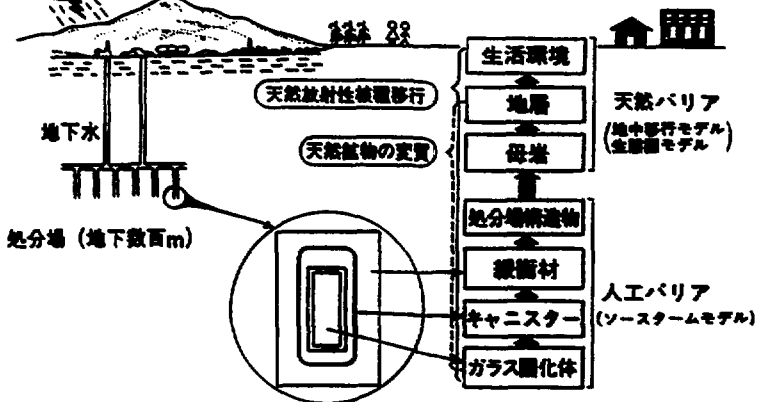 生活環境
天然放射性核種移行
地層
天然バリア
(地中移行モデル
生態圏モデル)
地下水
天然鉱物の変質
母岩
処分場構造物
処分場（地下数百m）
緩衝材
人工バリア
キャニスター
(ソースタームモデル)
ガラス固化体